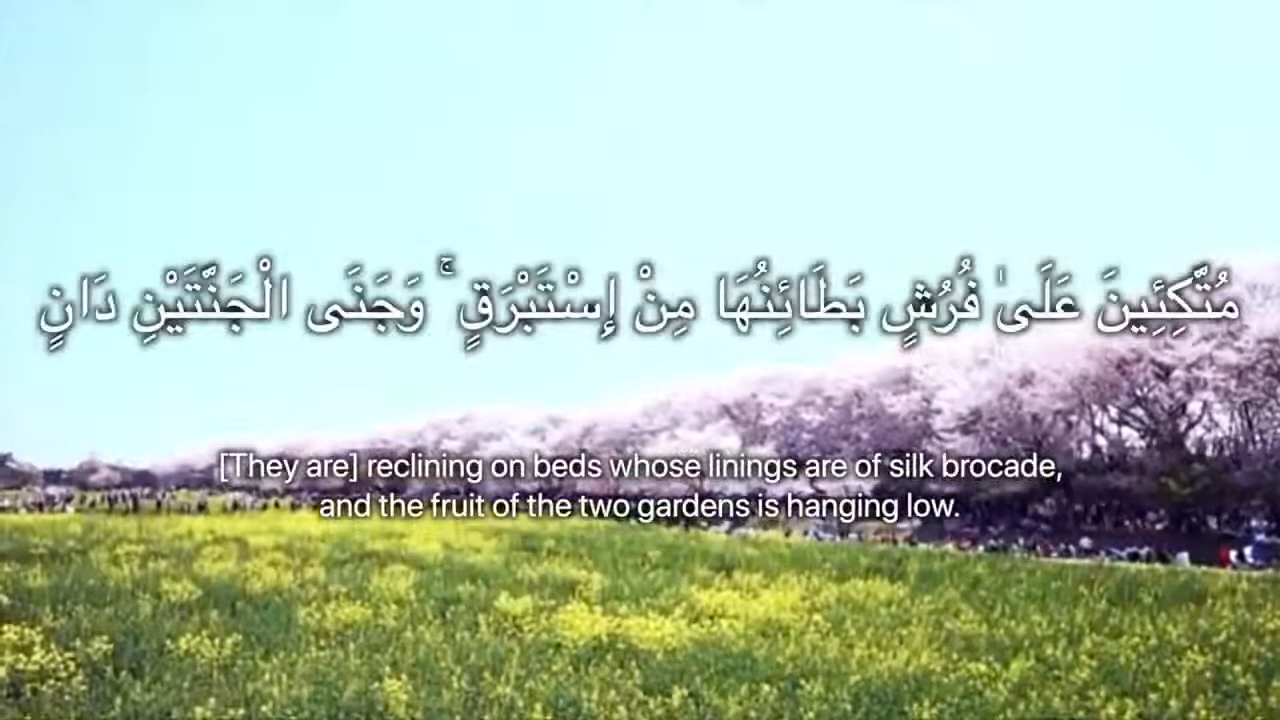 مُتَّكِئِينَ عَلَىٰ فُرُشٍ بَطَائِنُهَا مِنْ إِسْتَبْرَقٍ ۚ وَجَنَى الْجَنَّتَيْنِ دَانٍ
[They are] reclining on beds whose linings are of silk brocade,
and the fruit of the two gardens is hanging low.